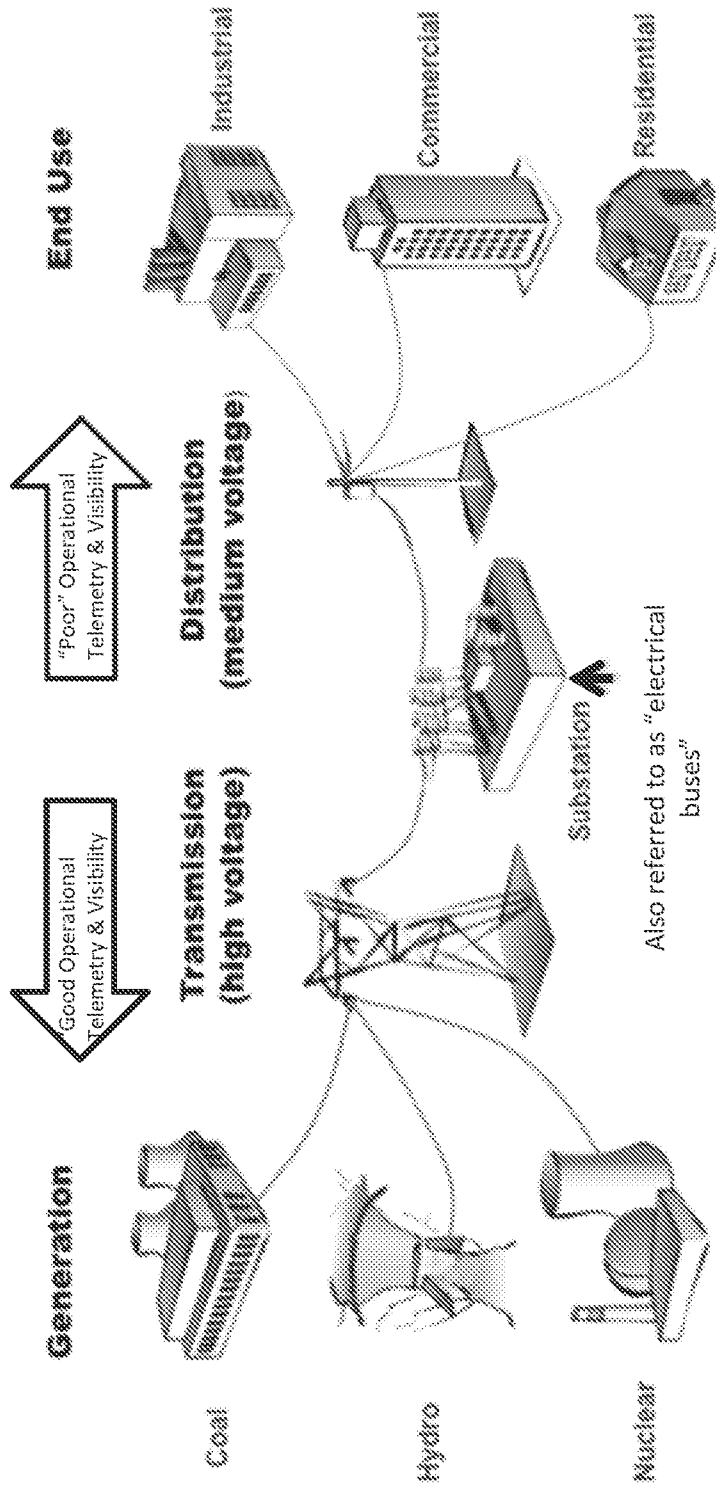 "Good Operational
Telemetry & Visibility
"Poor" Operational
Telemetry & Visibility
Generation
Transmission
(high voltage)
Distribution
(medium voltage)
End Use
Coal
Hydro
Nuclear
Industrial
Commercial
Residential
Substation
Also referred to as "electrical
buses"